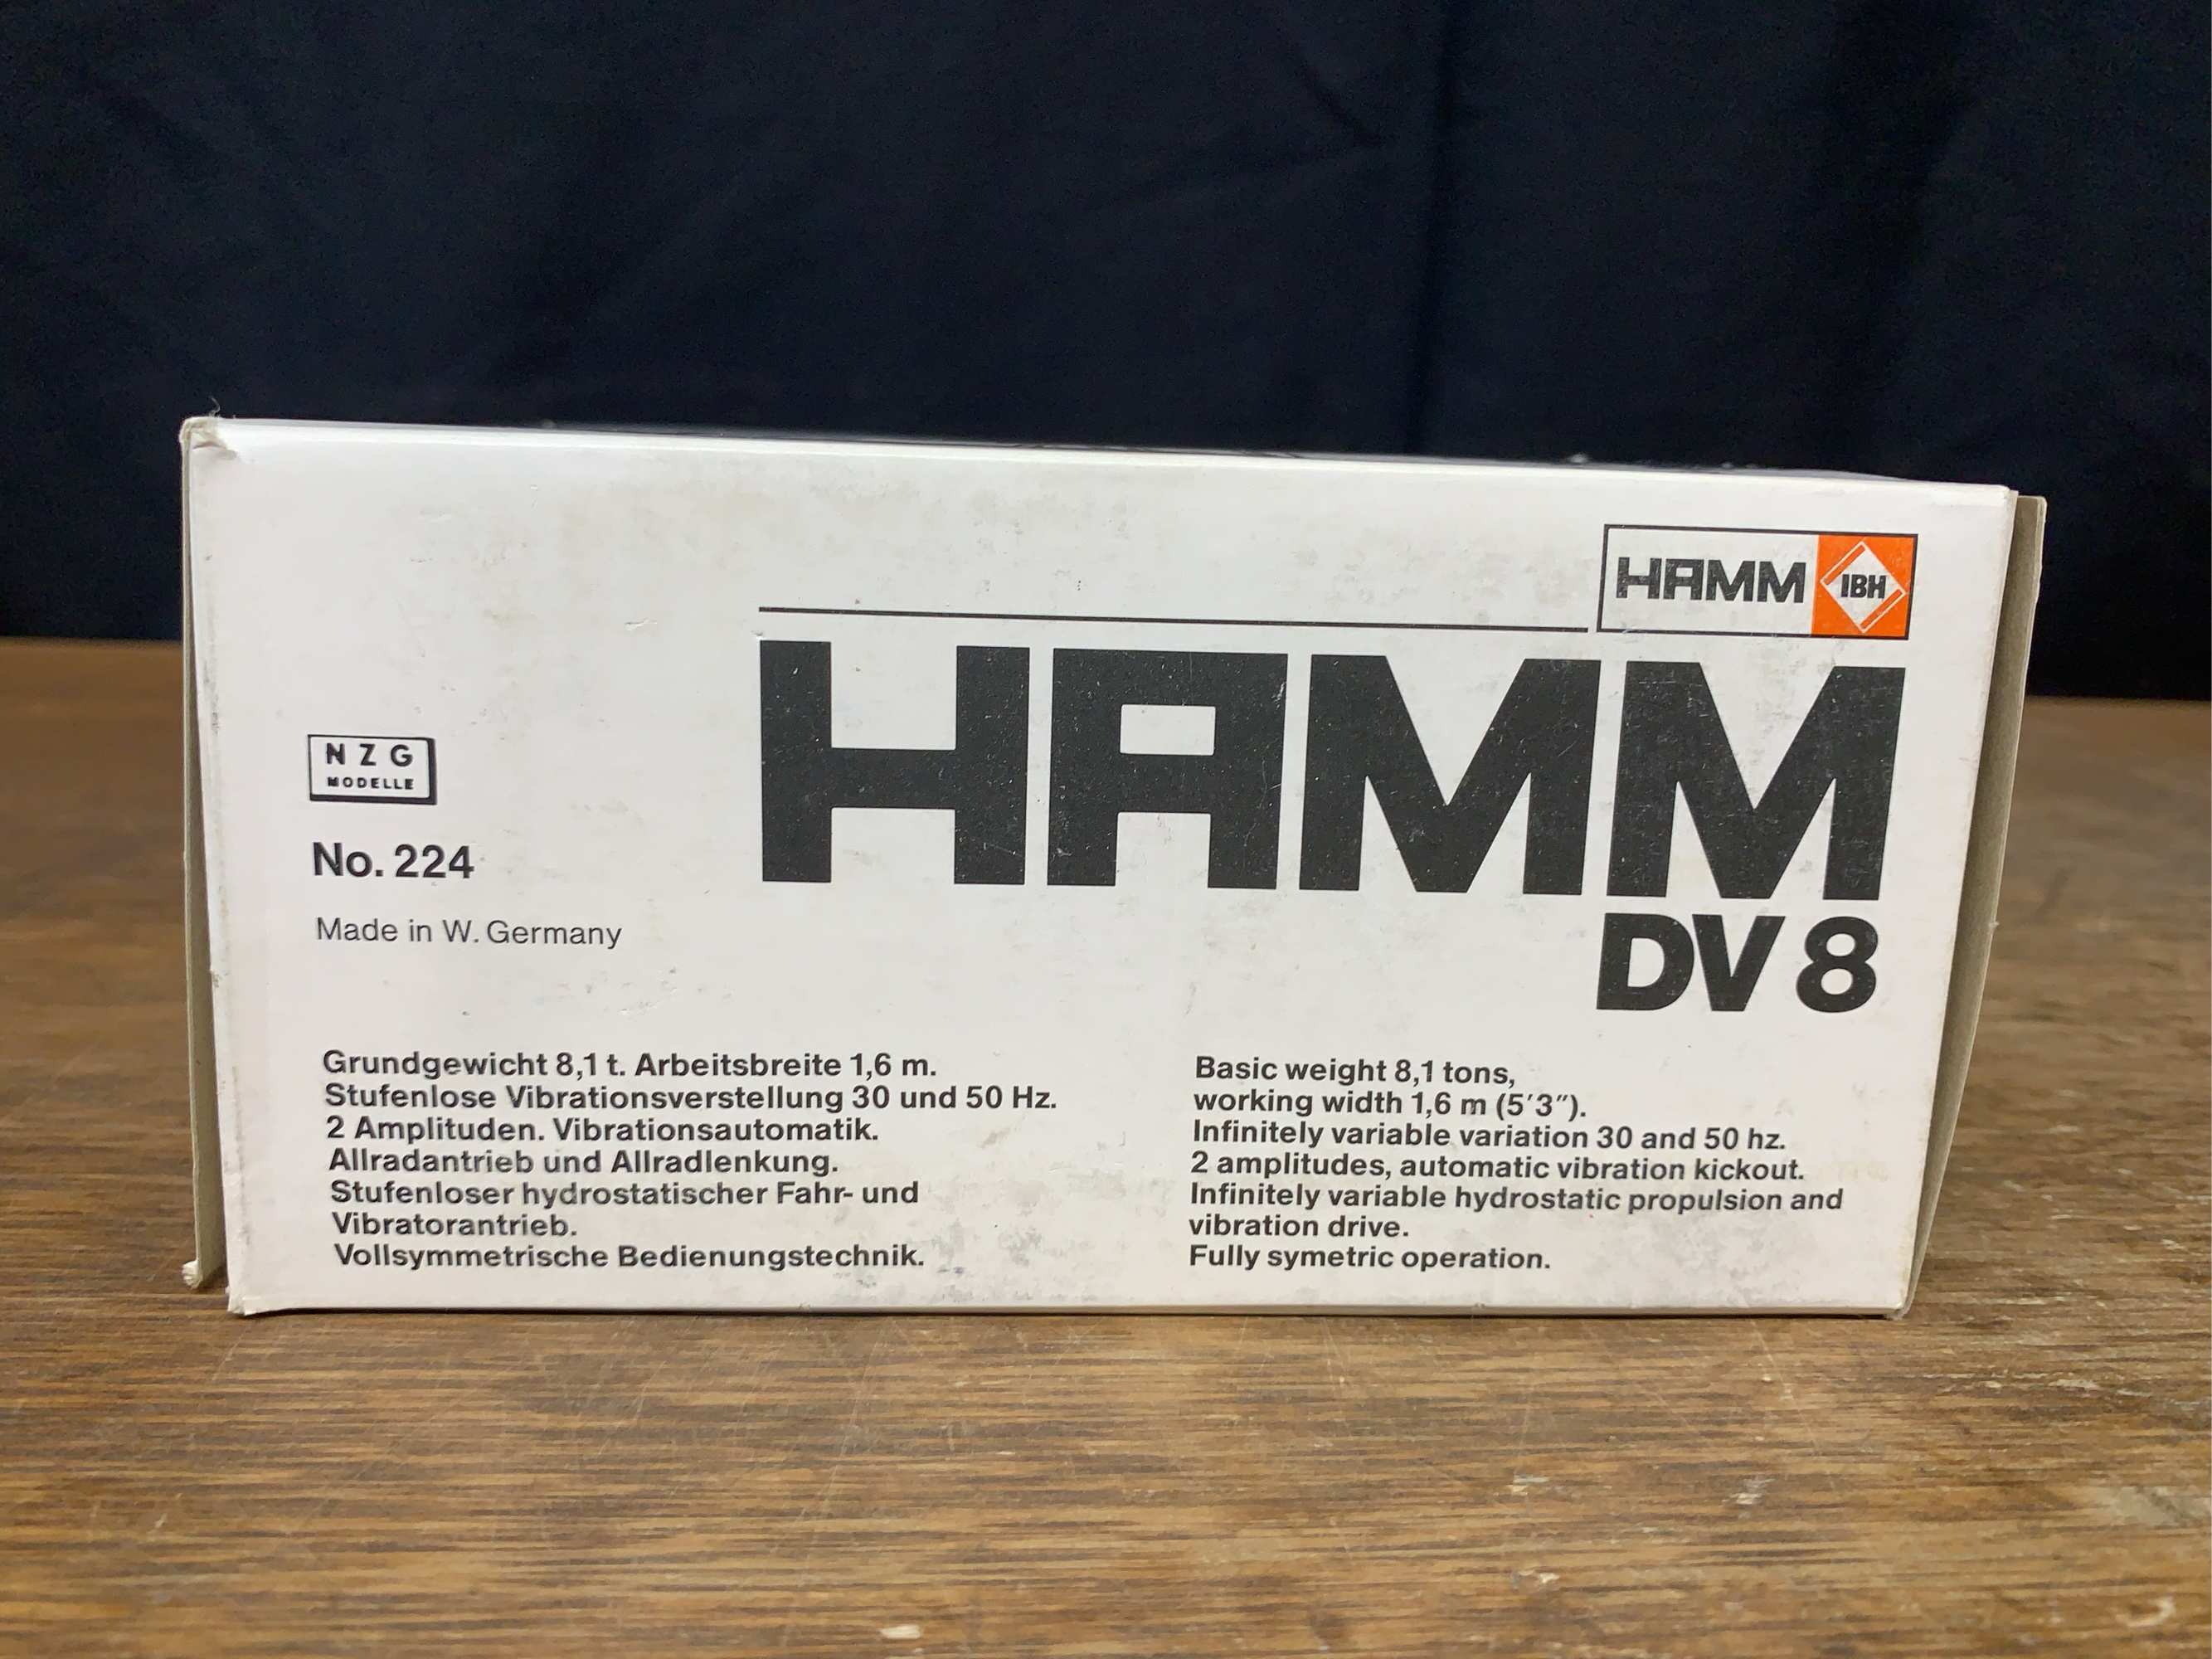 HAMM IBH
HAMM
DV 8
NZG
MODELLE
No. 224
Made in W. Germany
Grundgewicht 8,1 t. Arbeitsbreite 1,6 m.
Stufenlose Vibrationsverstellung 30 und 50 Hz.
2 Amplituden. Vibrationsautomatik.
Allradantrieb und Allradlenkung.
Stufenloser hydrostatischer Fahr- und
Vibratorantrieb.
Vollsymmetrische Bedienungstechnik.
Basic weight 8,1 tons,
working width 1,6 m (5′3″).
Infinitely variable variation 30 and 50 hz.
2 amplitudes, automatic vibration kickout.
Infinitely variable hydrostatic propulsion and
vibration drive.
Fully symetric operation.